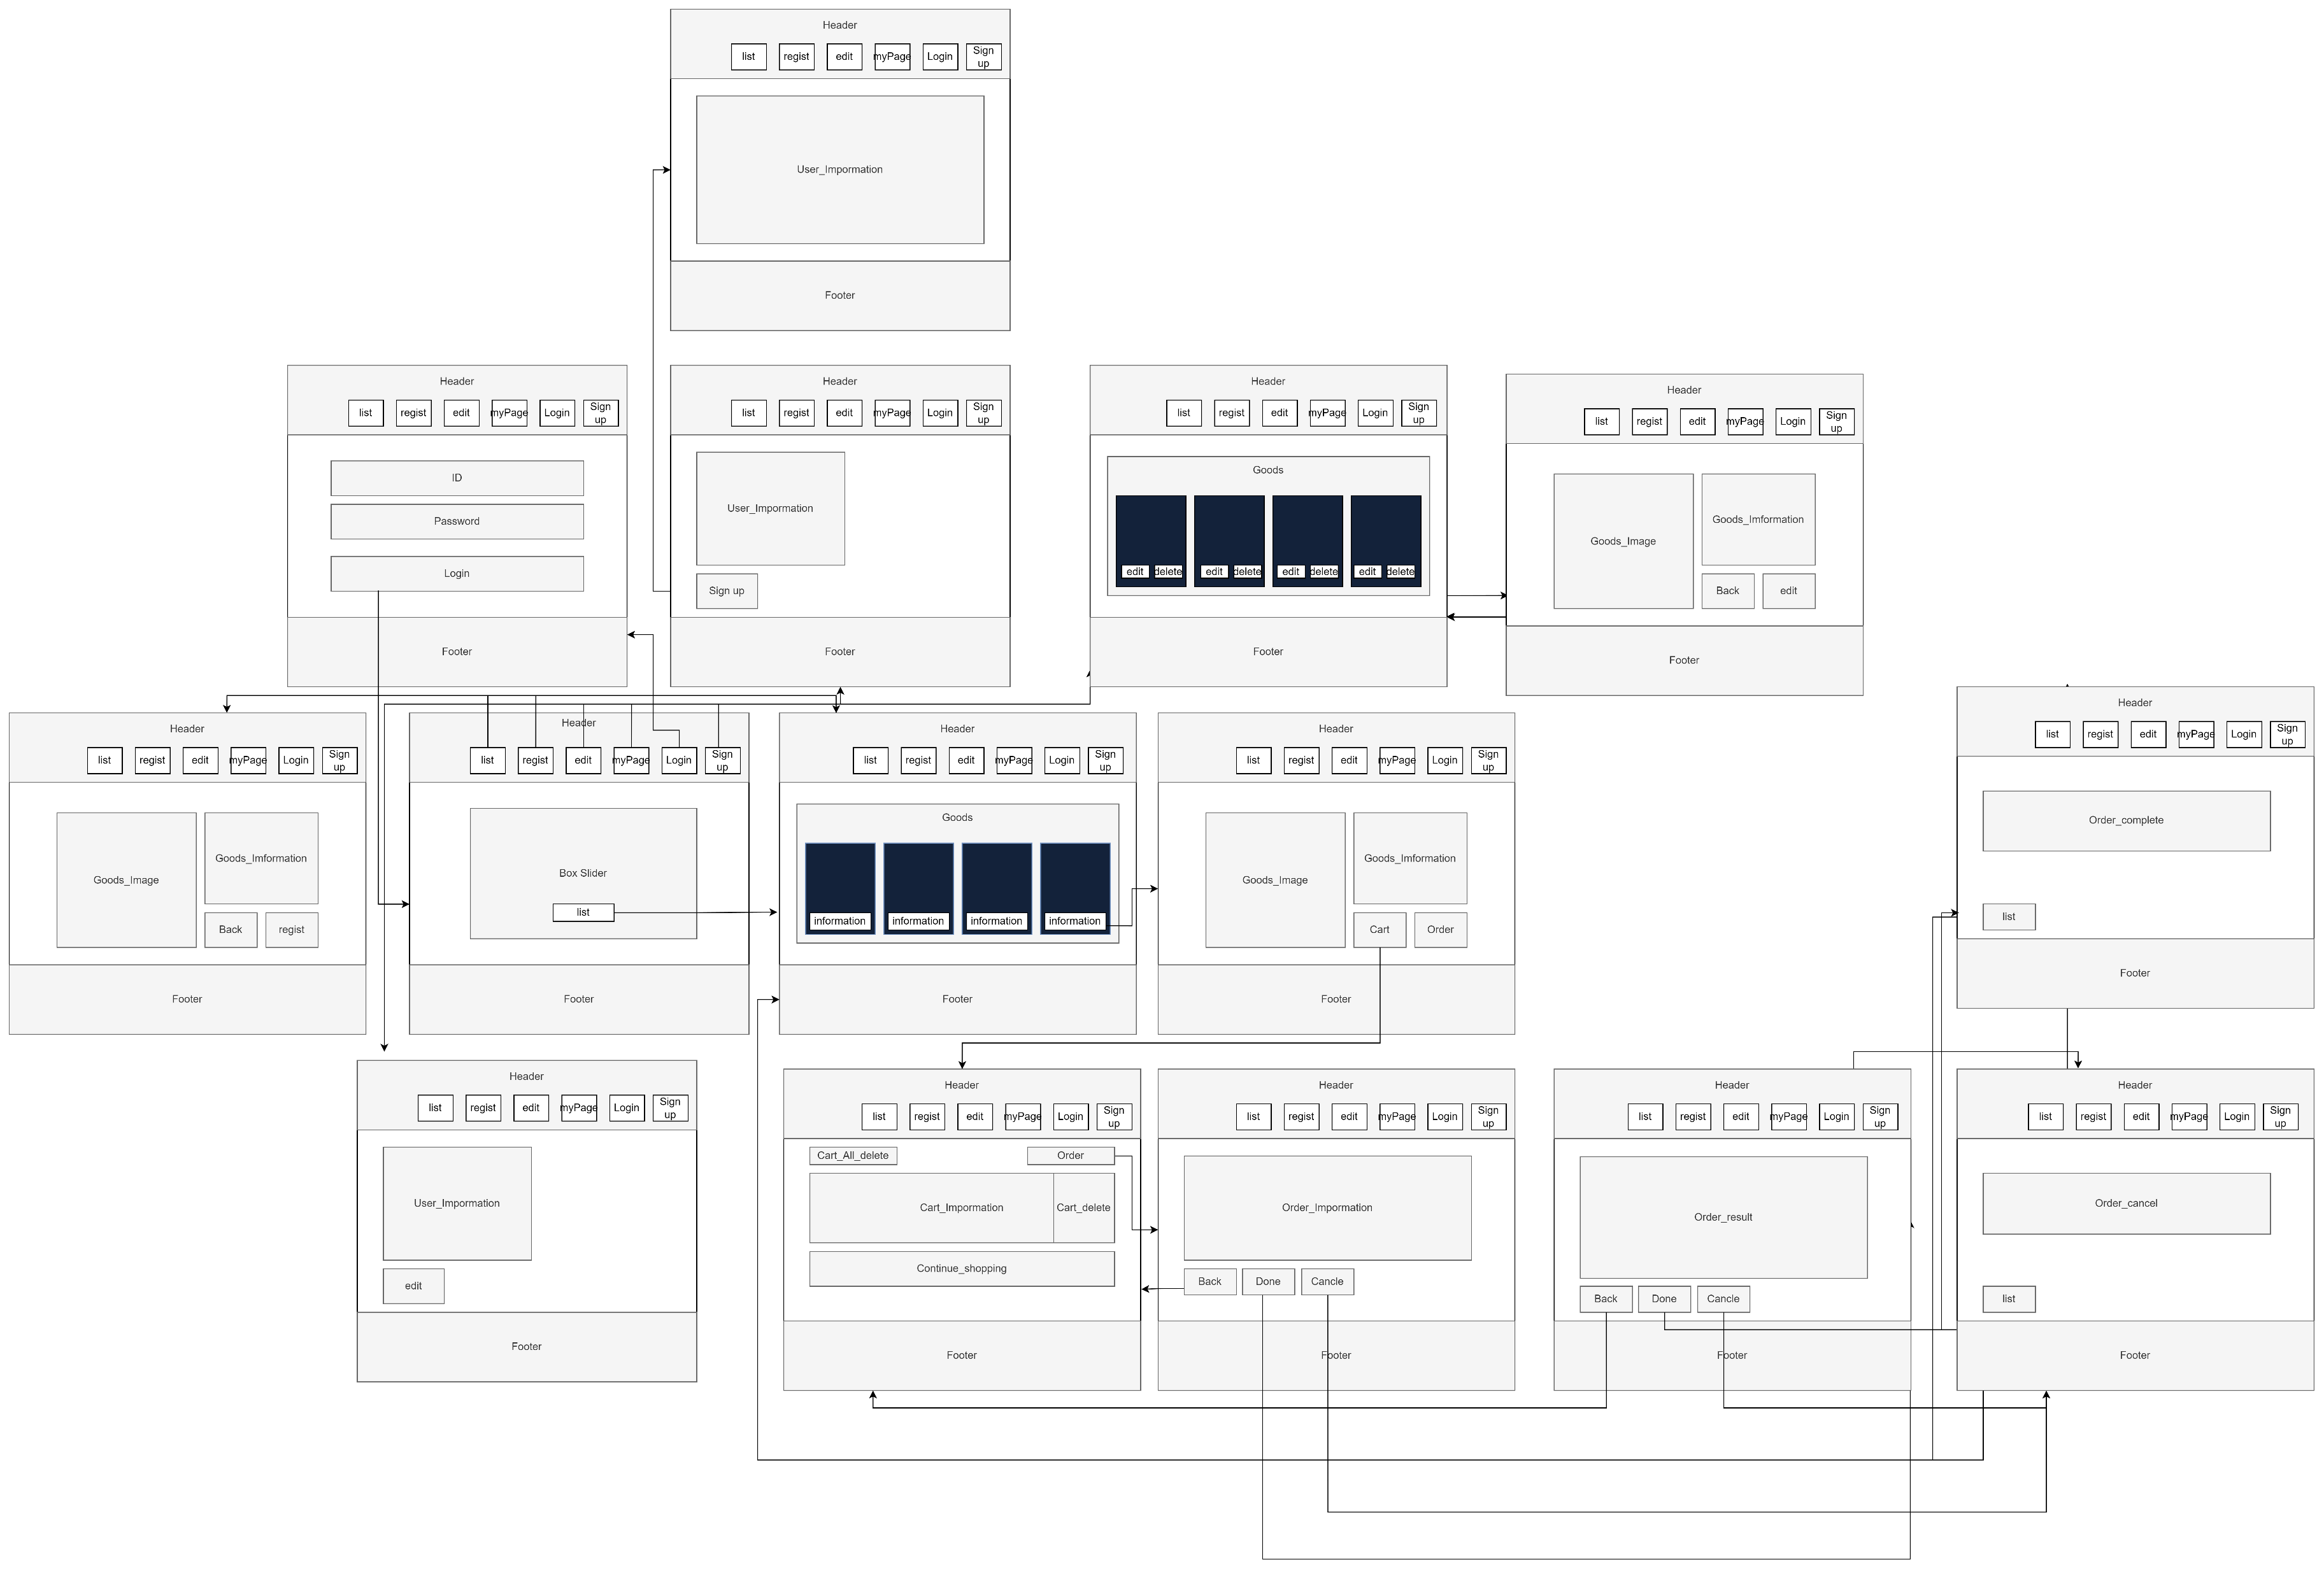 Header
list
regist
edit
myPage
Login
Sign
up
User_Impormation
Footer
Header
list
regist
edit
myPage
Login
Sign
up
ID
Password
Login
Footer
Header
list
regist
edit
myPage
Login
Sign
up
User_Impormation
Sign up
Footer
Header
list
regist
edit
myPage
Login
Sign
up
Goods
edit
delete
edit
delete
edit
delete
edit
delete
Footer
Header
list
regist
edit
myPage
Login
Sign
up
Goods_Image
Goods_Imformation
Back
edit
Footer
Header
list
regist
edit
myPage
Login
Sign
up
Goods_Image
Goods_Imformation
Back
regist
Footer
Header
list
regist
edit
myPage
Login
Sign
up
Box Slider
list
Footer
Header
list
regist
edit
myPage
Login
Sign
up
Goods
information
information
information
information
Footer
Header
list
regist
edit
myPage
Login
Sign
up
Goods_Image
Goods_Imformation
Cart
Order
Footer
Header
list
regist
edit
myPage
Login
Sign
up
Order_complete
list
Footer
Header
list
regist
edit
myPage
Login
Sign
up
User_Impormation
edit
Footer
Header
list
regist
edit
myPage
Login
Sign
up
Cart_All_delete
Order
Cart_Impormation
Cart_delete
Continue_shopping
Footer
Header
list
regist
edit
myPage
Login
Sign
up
Order_Impormation
Back
Done
Cancle
Footer
Header
list
regist
edit
myPage
Login
Sign
up
Order_result
Back
Done
Cancle
Footer
Header
list
regist
edit
myPage
Login
Sign
up
Order_cancel
list
Footer